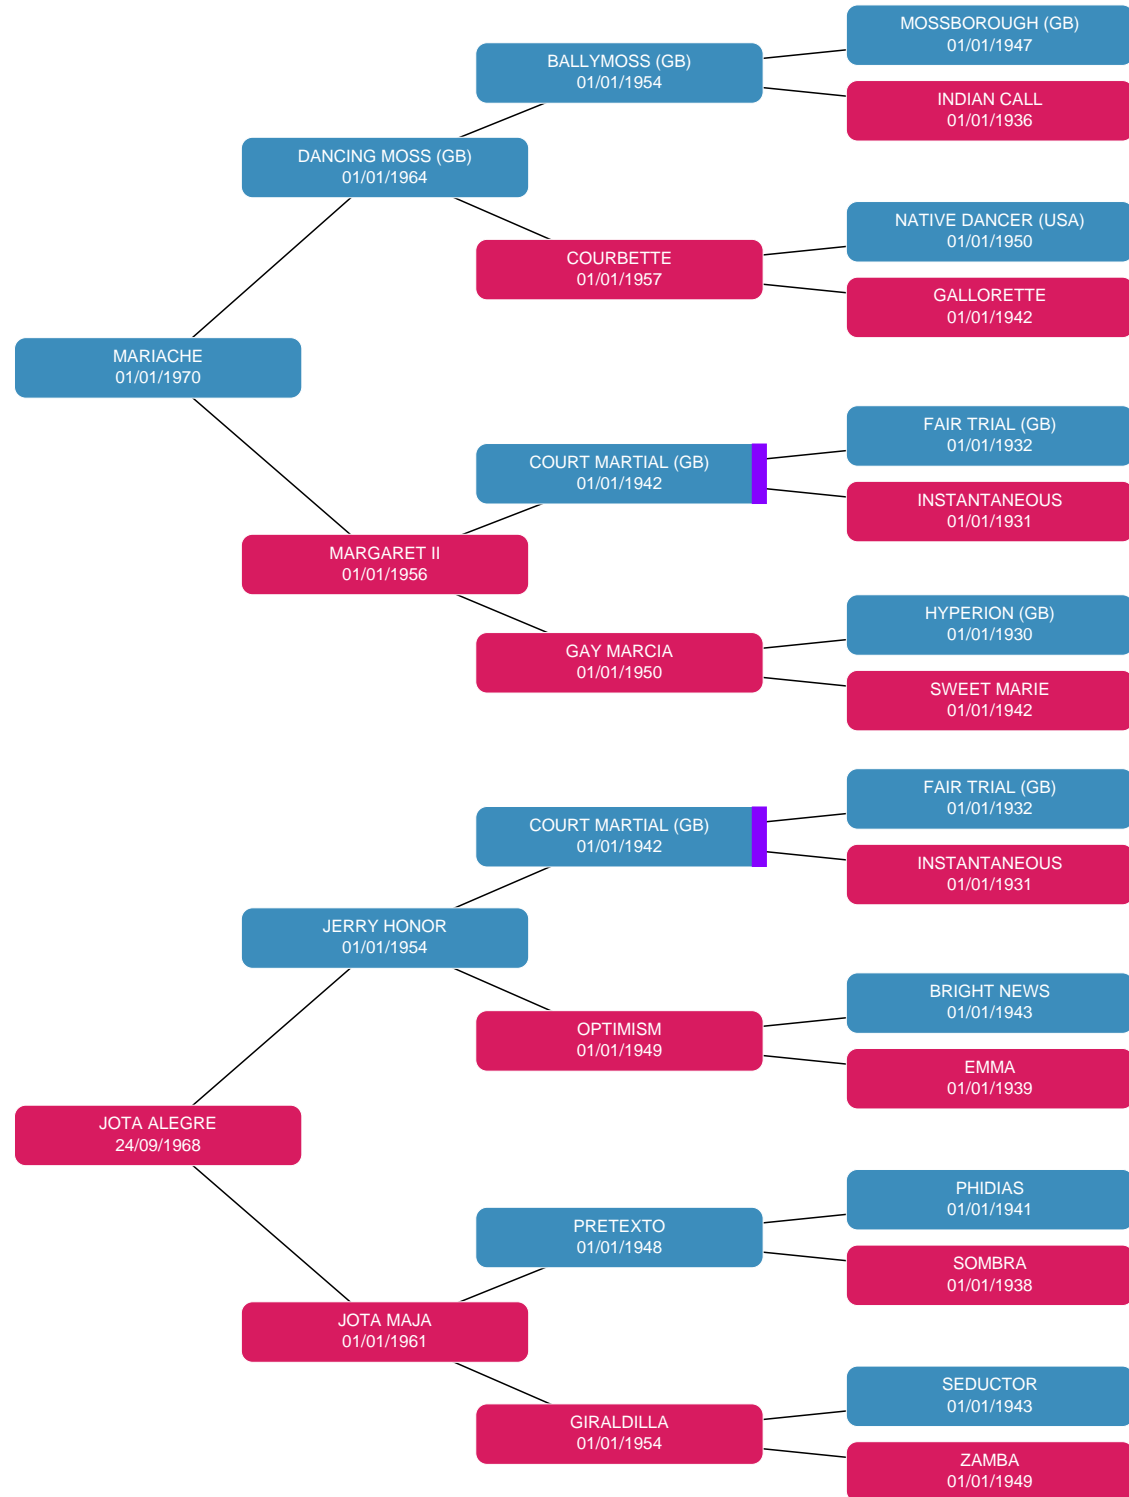 MOSSBOROUGH (GB)
01/01/1947
BALLYMOSS (GB)
01/01/1954
INDIAN CALL
01/01/1936
DANCING MOSS (GB)
01/01/1964
NATIVE DANCER (USA)
01/01/1950
COURBETTE
01/01/1957
GALLORETTE
01/01/1942
MARIACHE
01/01/1970
FAIR TRIAL (GB)
01/01/1932
COURT MARTIAL (GB)
01/01/1942
INSTANTANEOUS
01/01/1931
MARGARET II
01/01/1956
HYPERION (GB)
01/01/1930
GAY MARCIA
01/01/1950
SWEET MARIE
01/01/1942
FAIR TRIAL (GB)
01/01/1932
COURT MARTIAL (GB)
01/01/1942
INSTANTANEOUS
01/01/1931
JERRY HONOR
01/01/1954
BRIGHT NEWS
01/01/1943
OPTIMISM
01/01/1949
EMMA
01/01/1939
JOTA ALEGRE
24/09/1968
PHIDIAS
01/01/1941
PRETEXTO
01/01/1948
SOMBRA
01/01/1938
JOTA MAJA
01/01/1961
SEDUCTOR
01/01/1943
GIRALDILLA
01/01/1954
ZAMBA
01/01/1949